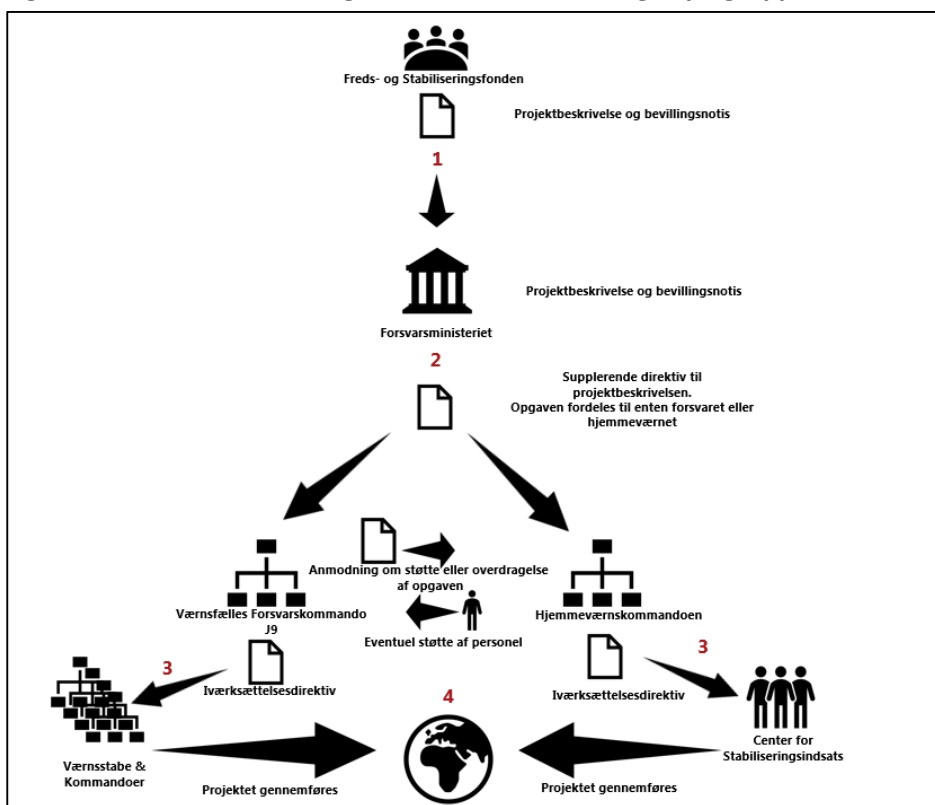 Freds- og Stabiliseringsfonden
Projektbeskrivelse og bevillingsnotis
1
Projektbeskrivelse og bevillingsnotis
Forsvarsministeriet
2
Supplerende direktiv til
projektbeskrivelsen.
Opgaven fordeles til enten forsvaret eller
hjemmeværnet
Anmodning om støtte eller overdragelse
af opgaven
Værnsfælles Forsvarskommando
J9
Hjemmeværnskommandoen
Eventuel støtte af personel
3
Iværksættelsesdirektiv
3
Iværksættelsesdirektiv
4
Værnsstabe &
Kommandoer
Projektet gennemføres
Projektet gennemføres
Center for
Stabiliseringsindsats